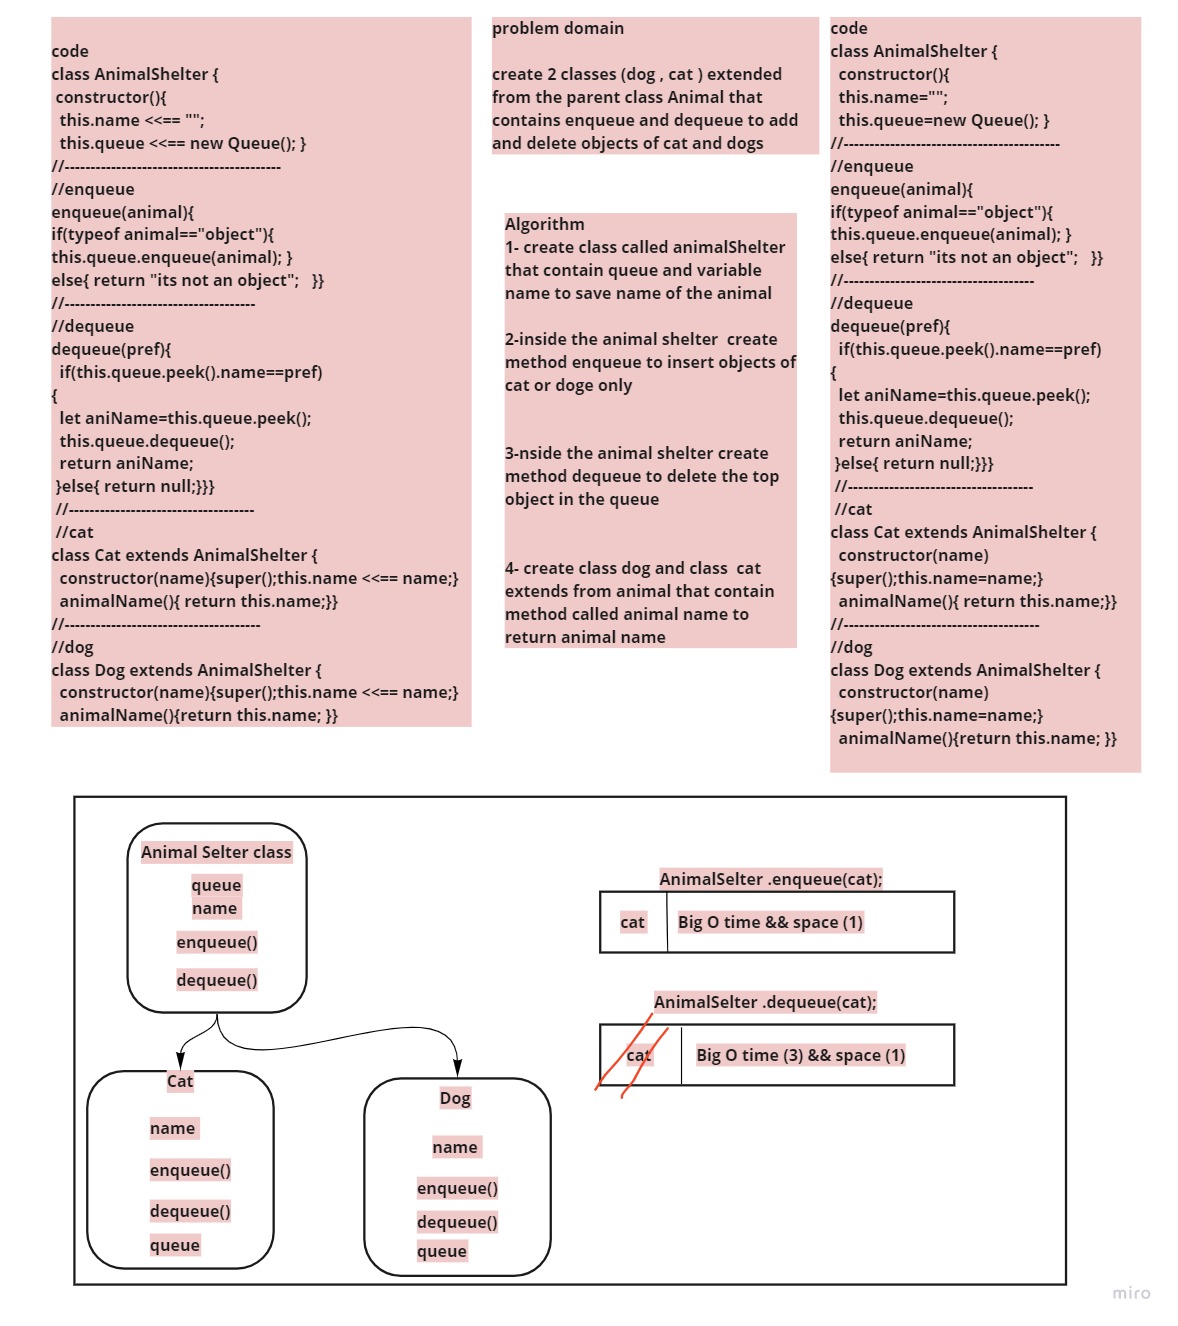 code
class AnimalShelter {
constructor(){
this.name <<== "";
this.queue <<== new Queue(); }
//------------------------------------------
//enqueue
enqueue(animal){
if(typeof animal=="object"){
this.queue.enqueue(animal); }
else{ return "its not an object";   }}
//-------------------------------------
//dequeue
dequeue(pref){
if(this.queue.peek().name==pref)
{
let aniName=this.queue.peek();
this.queue.dequeue();
return aniName;
}else{ return null;}}}
//------------------------------------
//cat
class Cat extends AnimalShelter {
constructor(name){super();this.name <<== name;}
animalName(){ return this.name;}}
//--------------------------------------
//dog
class Dog extends AnimalShelter {
constructor(name){super();this.name <<== name;}
animalName(){return this.name; }}
problem domain
create 2 classes (dog , cat ) extended
from the parent class Animal that
contains enqueue and dequeue to add
and delete objects of cat and dogs
Algorithm
1- create class called animalShelter
that contain queue and variable
name to save name of the animal
2-inside the animal shelter  create
method enqueue to insert objects of
cat or doge only
3-nside the animal shelter create
method dequeue to delete the top
object in the queue
4- create class dog and class  cat
extends from animal that contain
method called animal name to
return animal name
code
class AnimalShelter {
constructor(){
this.name="";
this.queue=new Queue(); }
//------------------------------------------
//enqueue
enqueue(animal){
if(typeof animal=="object"){
this.queue.enqueue(animal); }
else{ return "its not an object";   }}
//-------------------------------------
//dequeue
dequeue(pref){
if(this.queue.peek().name==pref)
{
let aniName=this.queue.peek();
this.queue.dequeue();
return aniName;
}else{ return null;}}}
//------------------------------------
//cat
class Cat extends AnimalShelter {
constructor(name)
{super();this.name=name;}
animalName(){ return this.name;}}
//--------------------------------------
//dog
class Dog extends AnimalShelter {
constructor(name)
{super();this.name=name;}
animalName(){return this.name; }}
Animal Selter class
queue
name
enqueue()
dequeue()
Cat
name
enqueue()
dequeue()
queue
Dog
name
enqueue()
dequeue()
queue
AnimalSelter .enqueue(cat);
cat
Big O time && space (1)
AnimalSelter .dequeue(cat);
cat
Big O time (3) && space (1)
miro